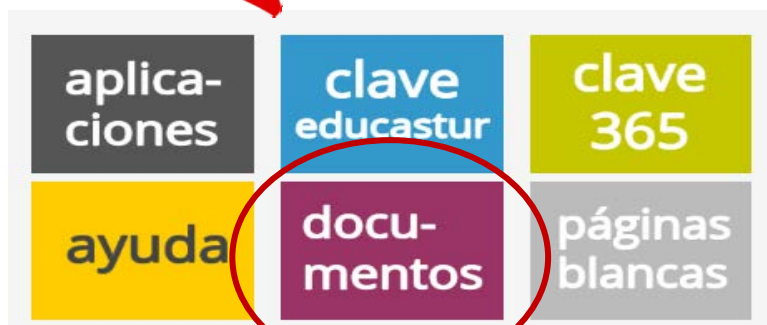 aplica-
ciones
clave
educastur
clave
365
ayuda
docu-
mentos
páginas
blancas